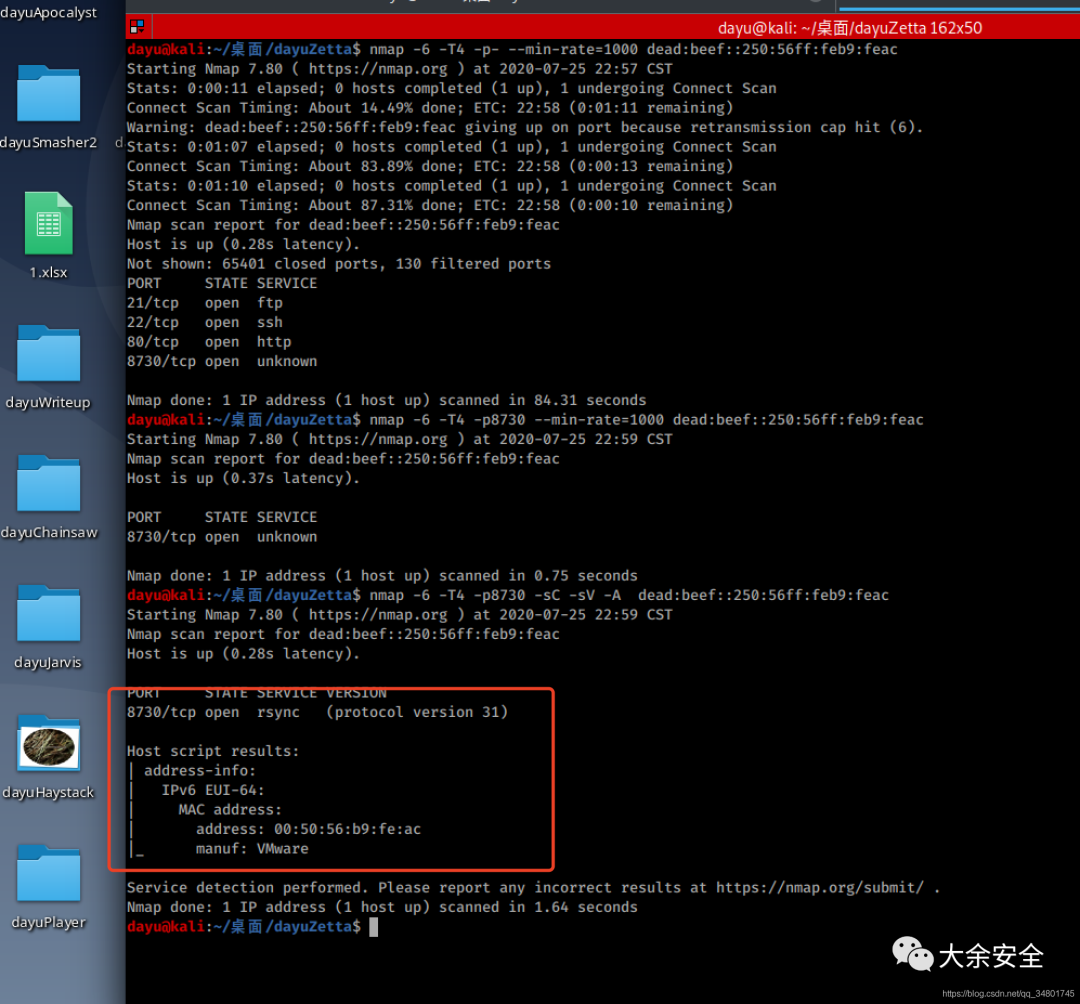 dayuApocalyst
dayuSmasher2
1.xlsx
dayuWriteup
dayuChainsaw
dayuJarvis
dayuHaystack
dayuPlayer
dayu@kali: ~/桌面/dayuZetta 162x50
dayu@kali:~/桌面/dayuZetta$ nmap -6 -T4 -p- --min-rate=1000 dead:beef::250:56ff:feb9:feac
Starting Nmap 7.80 ( https://nmap.org ) at 2020-07-25 22:57 CST
Stats: 0:00:11 elapsed; 0 hosts completed (1 up), 1 undergoing Connect Scan
Connect Scan Timing: About 14.49% done; ETC: 22:58 (0:01:11 remaining)
Warning: dead:beef::250:56ff:feb9:feac giving up on port because retransmission cap hit (6).
Stats: 0:01:07 elapsed; 0 hosts completed (1 up), 1 undergoing Connect Scan
Connect Scan Timing: About 83.89% done; ETC: 22:58 (0:00:13 remaining)
Stats: 0:01:10 elapsed; 0 hosts completed (1 up), 1 undergoing Connect Scan
Connect Scan Timing: About 87.31% done; ETC: 22:58 (0:00:10 remaining)
Nmap scan report for dead:beef::250:56ff:feb9:feac
Host is up (0.28s latency).
Not shown: 65401 closed ports, 130 filtered ports
PORT     STATE SERVICE
21/tcp   open  ftp
22/tcp   open  ssh
80/tcp   open  http
8730/tcp open  unknown
Nmap done: 1 IP address (1 host up) scanned in 84.31 seconds
dayu@kali:~/桌面/dayuZetta$ nmap -6 -T4 -p8730 --min-rate=1000 dead:beef::250:56ff:feb9:feac
Starting Nmap 7.80 ( https://nmap.org ) at 2020-07-25 22:59 CST
Nmap scan report for dead:beef::250:56ff:feb9:feac
Host is up (0.37s latency).
PORT     STATE SERVICE
8730/tcp open  unknown
Nmap done: 1 IP address (1 host up) scanned in 0.75 seconds
dayu@kali:~/桌面/dayuZetta$ nmap -6 -T4 -p8730 -sC -sV -A  dead:beef::250:56ff:feb9:feac
Starting Nmap 7.80 ( https://nmap.org ) at 2020-07-25 22:59 CST
Nmap scan report for dead:beef::250:56ff:feb9:feac
Host is up (0.28s latency).
PORT     STATE SERVICE VERSION
8730/tcp open  rsync   (protocol version 31)
Host script results:
| address-info:
|   IPv6 EUI-64:
|     MAC address:
|       address: 00:50:56:b9:fe:ac
|_      manuf: VMware
Service detection performed. Please report any incorrect results at https://nmap.org/submit/ .
Nmap done: 1 IP address (1 host up) scanned in 1.64 seconds
dayu@kali:~/桌面/dayuZetta$
大余安全
https://blog.csdn.net/qq_34801745